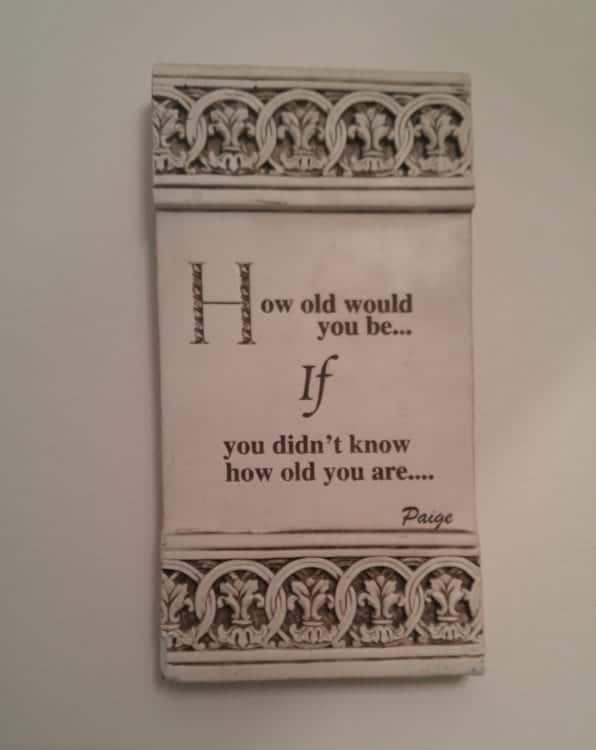 How old would
you be...
If
you didn't know
how old you are....
Paige